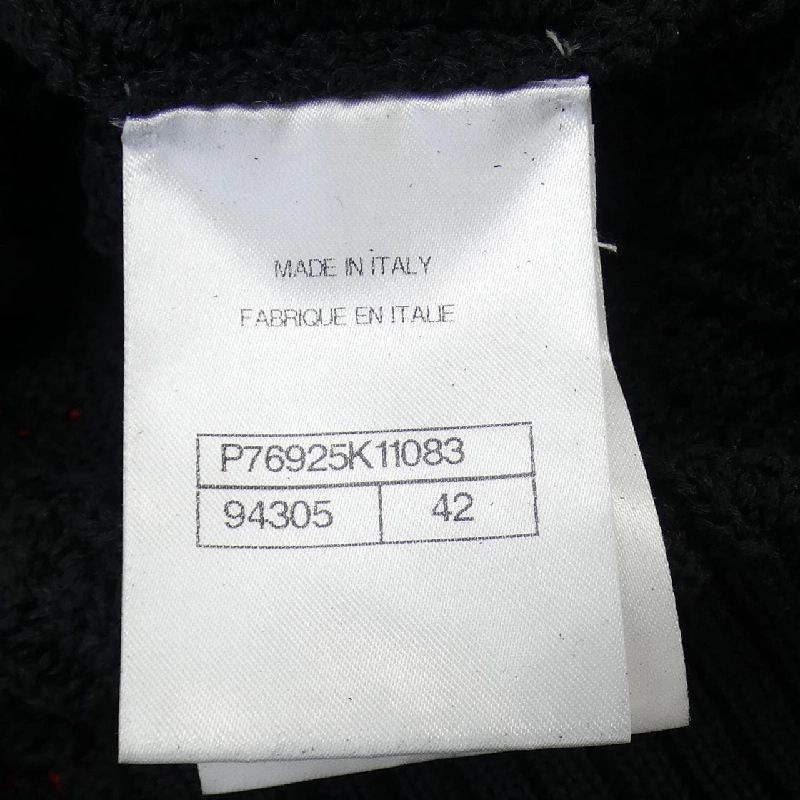 MADE IN ITALY
FABRIQUE EN ITALIE
P76925K11083
94305 42